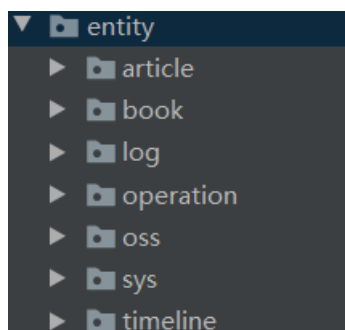 entity
article
book
log
operation
oss
sys
timeline